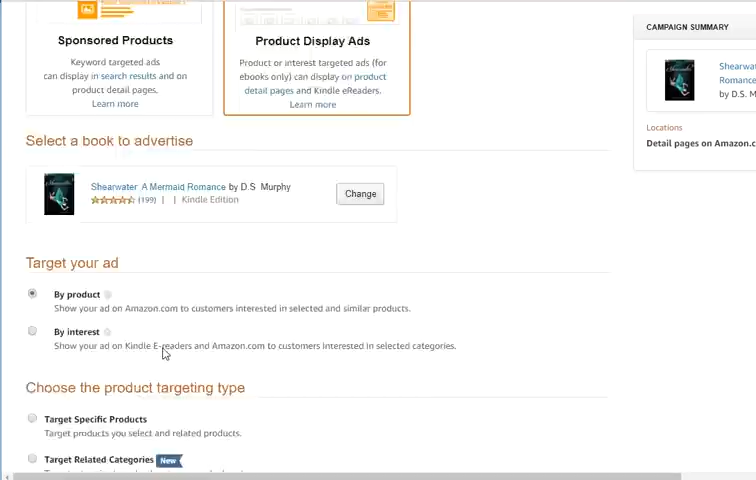 Sponsored Products
Keyword targeted ads
can display in search results and on
product detail pages.
Learn more
Product Display Ads
Product or interest targeted ads (for
ebooks only) can display on product
detail pages and Kindle eReaders.
Learn more
CAMPAIGN SUMMARY
Shearwat
Romance
by D.S. M
Locations
Detail pages on Amazon.c
Select a book to advertise
Shearwater A Mermaid Romance by D.S Murphy
(199) | | Kindle Edition
Change
Target your ad
By product
Show your ad on Amazon.com to customers interested in selected and similar products.
By interest
Show your ad on Kindle E-readers and Amazon.com to customers interested in selected categories.
Choose the product targeting type
Target Specific Products
Target products you select and related products.
Target Related Categories New